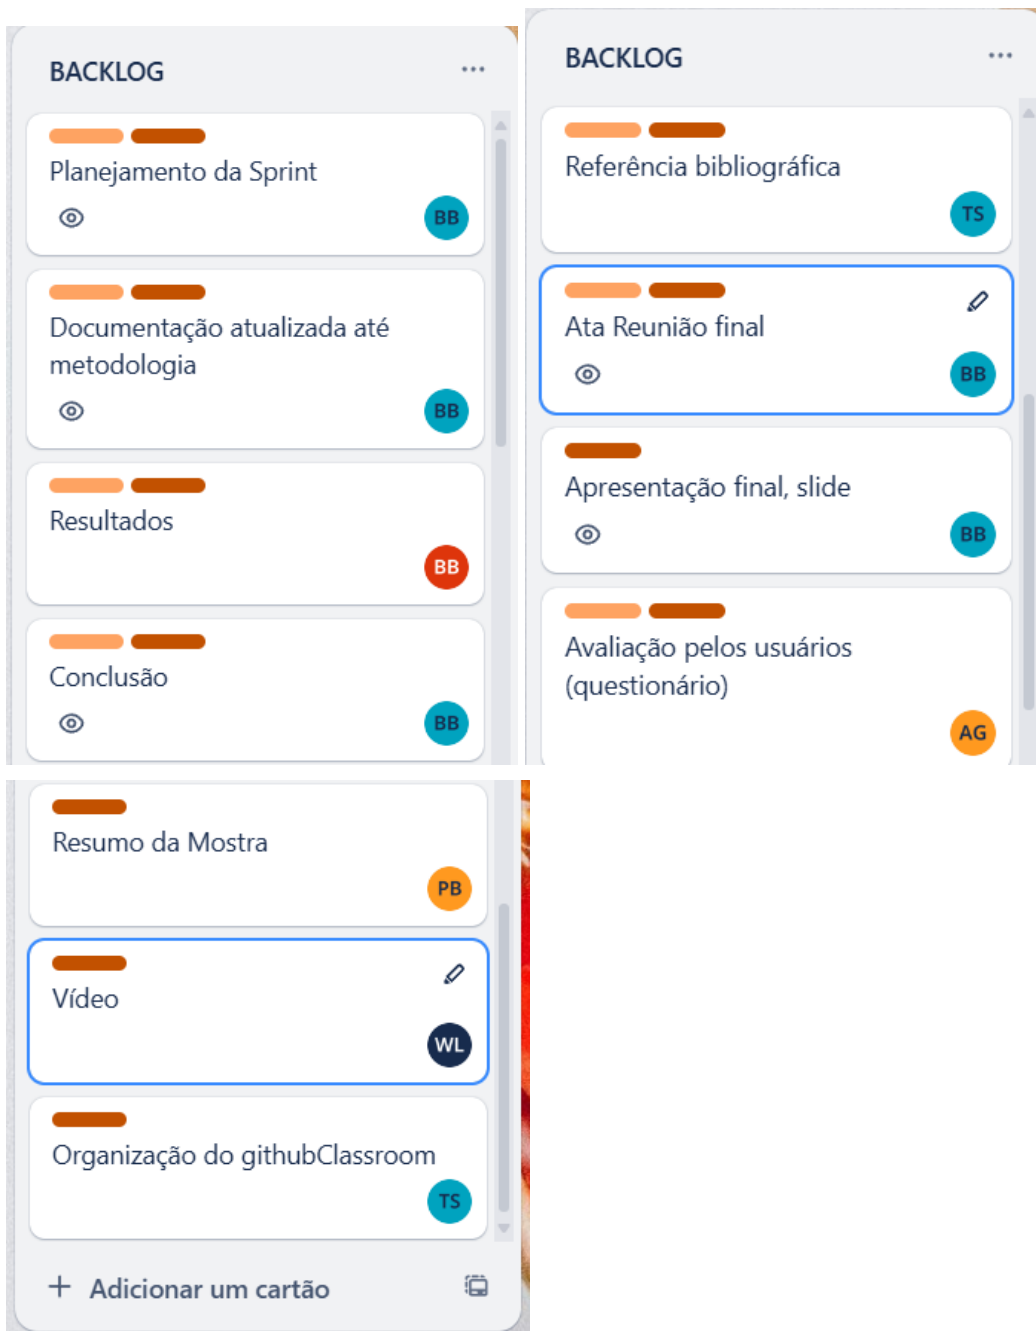 BACKLOG
Planejamento da Sprint
BB
Documentação atualizada até
metodologia
BB
Resultados
BB
Conclusão
BB
BACKLOG
Referência bibliográfica
TS
Ata Reunião final
BB
Apresentação final, slide
BB
Avaliação pelos usuários
(questionário)
AG
Resumo da Mostra
PB
Vídeo
WL
Organização do githubClassroom
TS
+ Adicionar um cartão